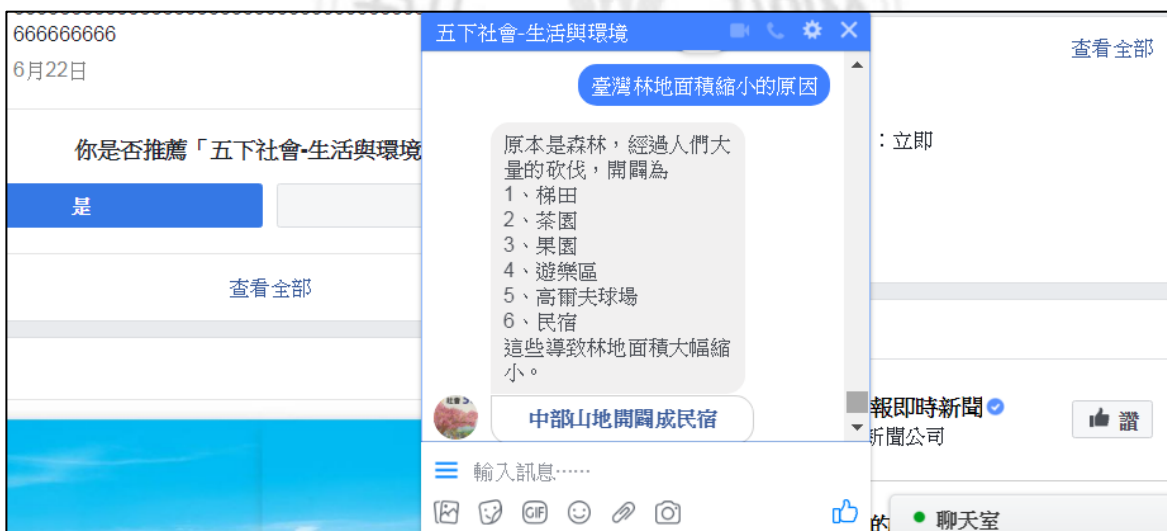 666666666
6月22日
你是否推薦「五下社會-生活與環境
是
查看全部
五下社會-生活與環境
臺灣林地面積縮小的原因
原本是森林，經過人們大
量的砍伐，開闢為
1、梯田
2、茶園
3、果園
4、遊樂區
5、高爾夫球場
6、民宿
這些導致林地面積大幅縮
小。
中部山地開闢成民宿
輸入訊息……
GIF
查看全部
：立即
報即時新聞
新聞公司
讚
的
聊天室